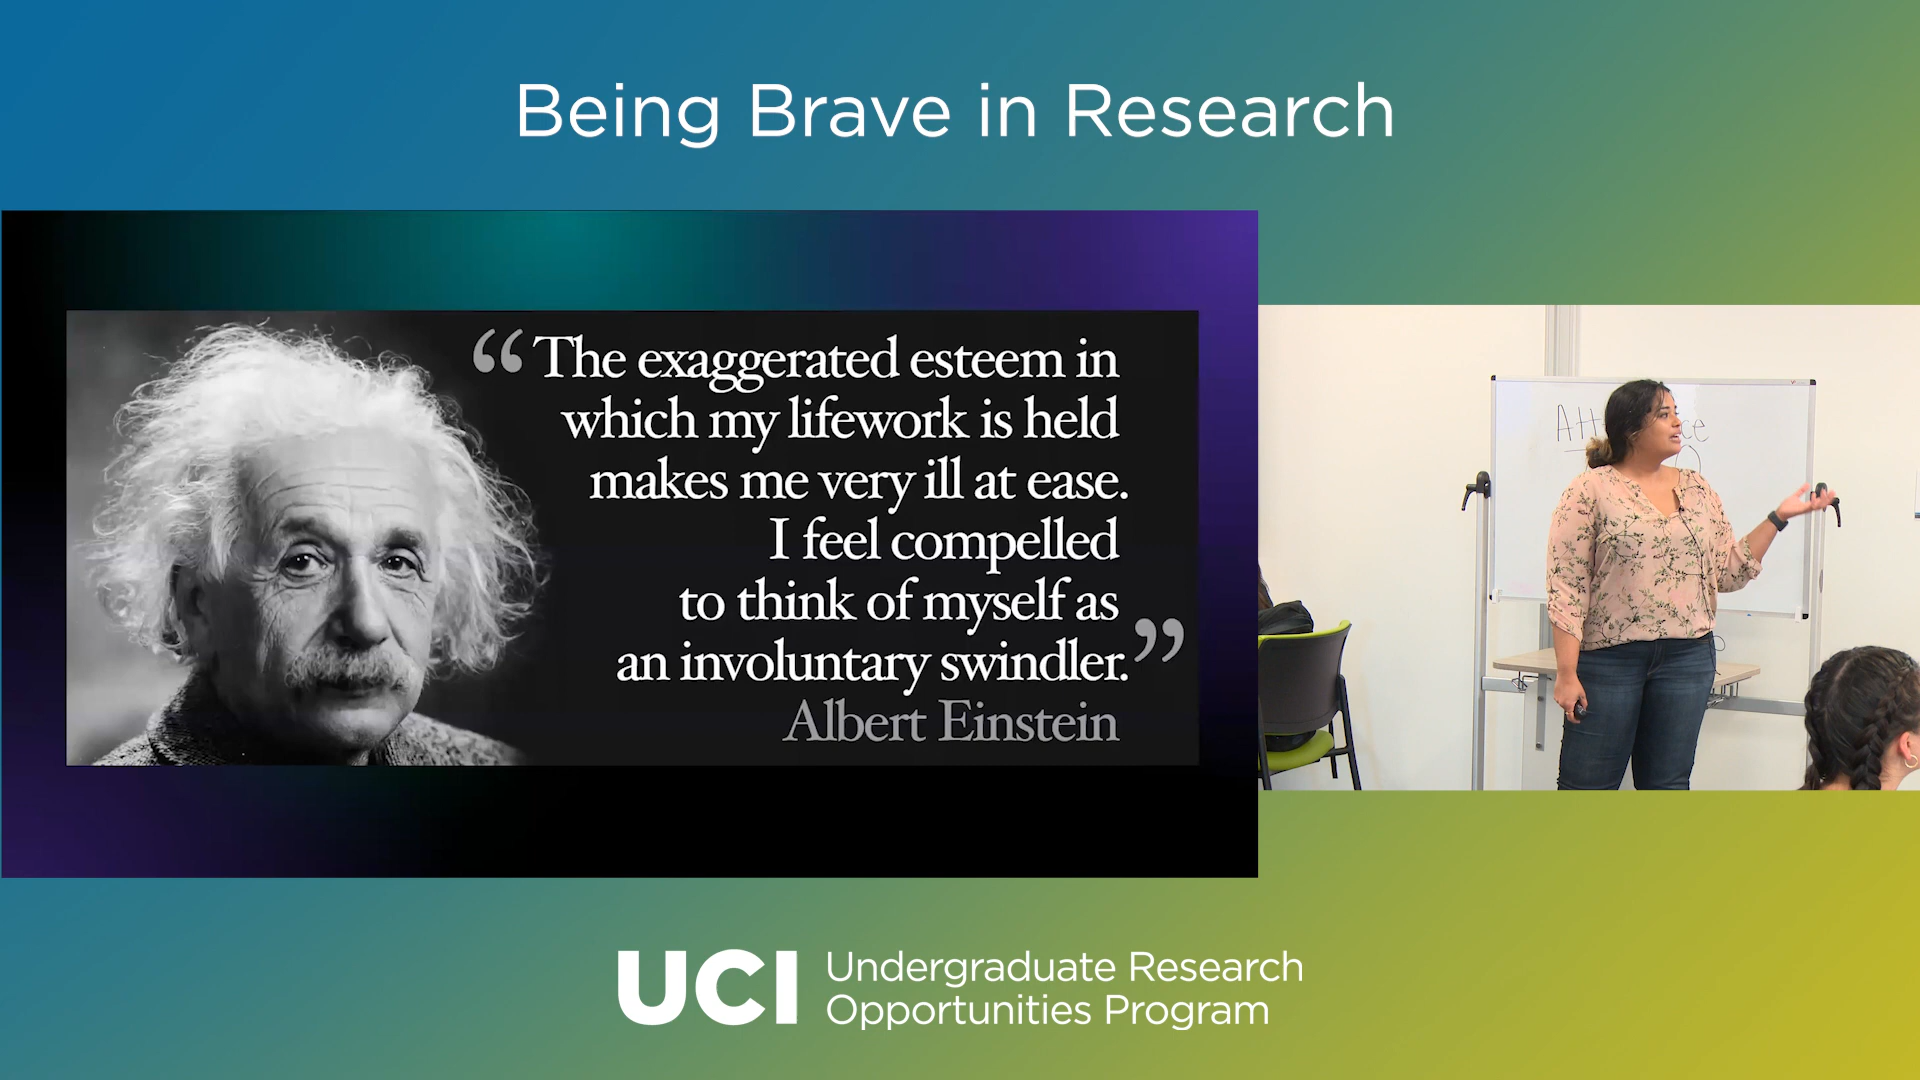 Being Brave in Research
“The exaggerated esteem in
which my lifework is held
makes me very ill at ease.
I feel compelled
to think of myself as
an involuntary swindler.”
Albert Einstein
UCI Undergraduate Research
Opportunities Program